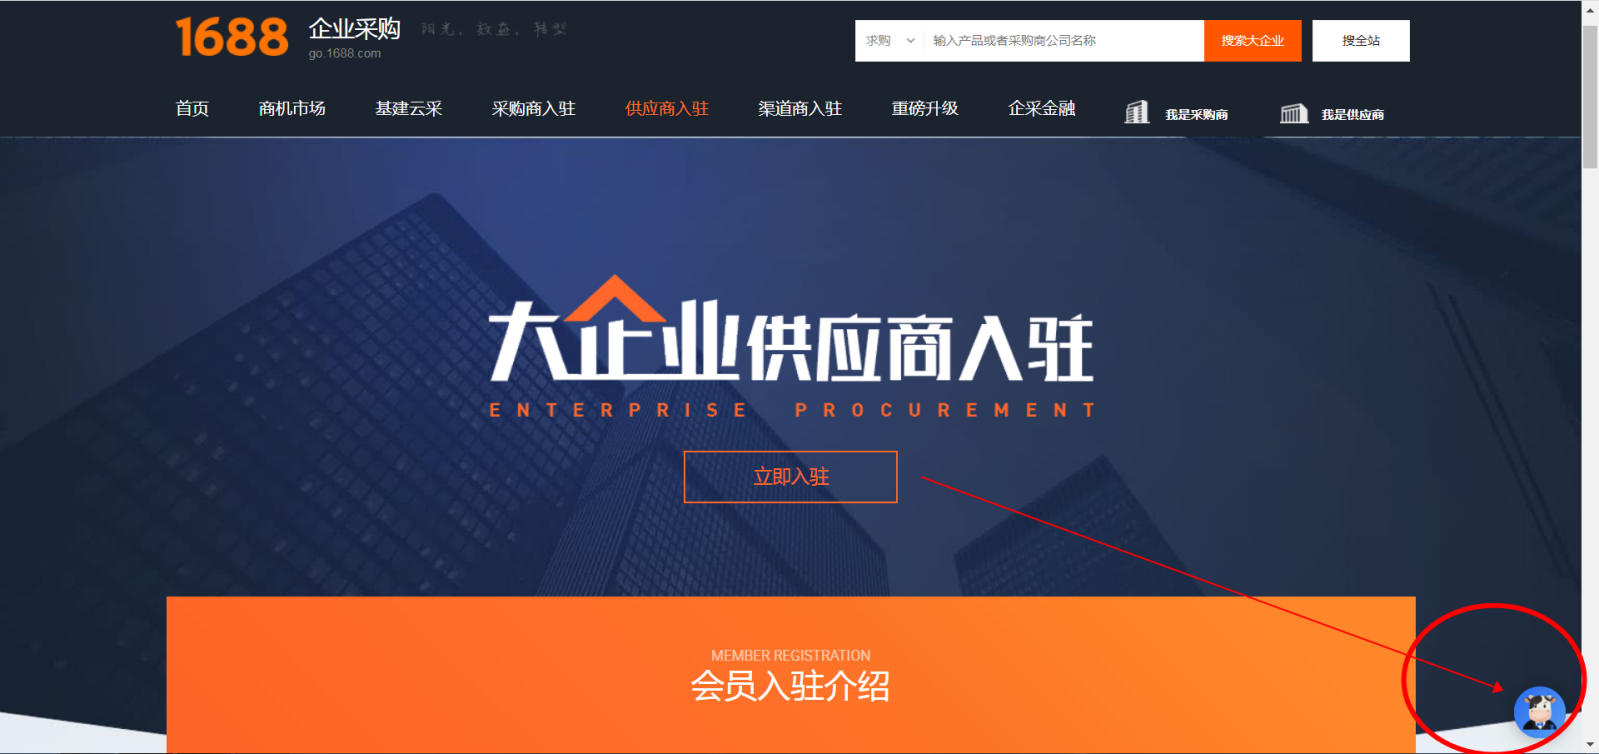 1688 企业采购 阳光，效益，转型
go.1688.com
求购 输入产品或者采购商公司名称 搜索大企业 搜全站
首页 商机市场 基建云采 采购商入驻 供应商入驻 渠道商入驻 重磅升级 企采金融 我是采购商 我是供应商
大企业供应商入驻
ENTERPRISE PROCUREMENT
立即入驻
MEMBER REGISTRATION
会员入驻介绍